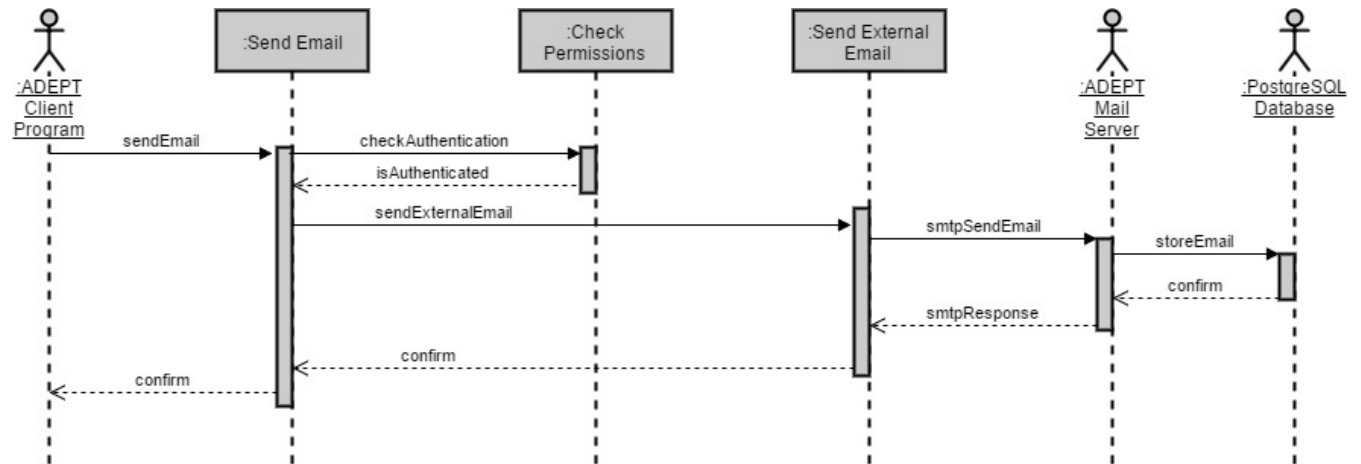 :Send Email
:Check
Permissions
:Send External
Email
:ADEPT
Client
Program
:ADEPT
Mail
Server
:PostgreSQL
Database
sendEmail
checkAuthentication
isAuthenticated
sendExternalEmail
smtpSendEmail
storeEmail
confirm
smtpResponse
confirm
confirm